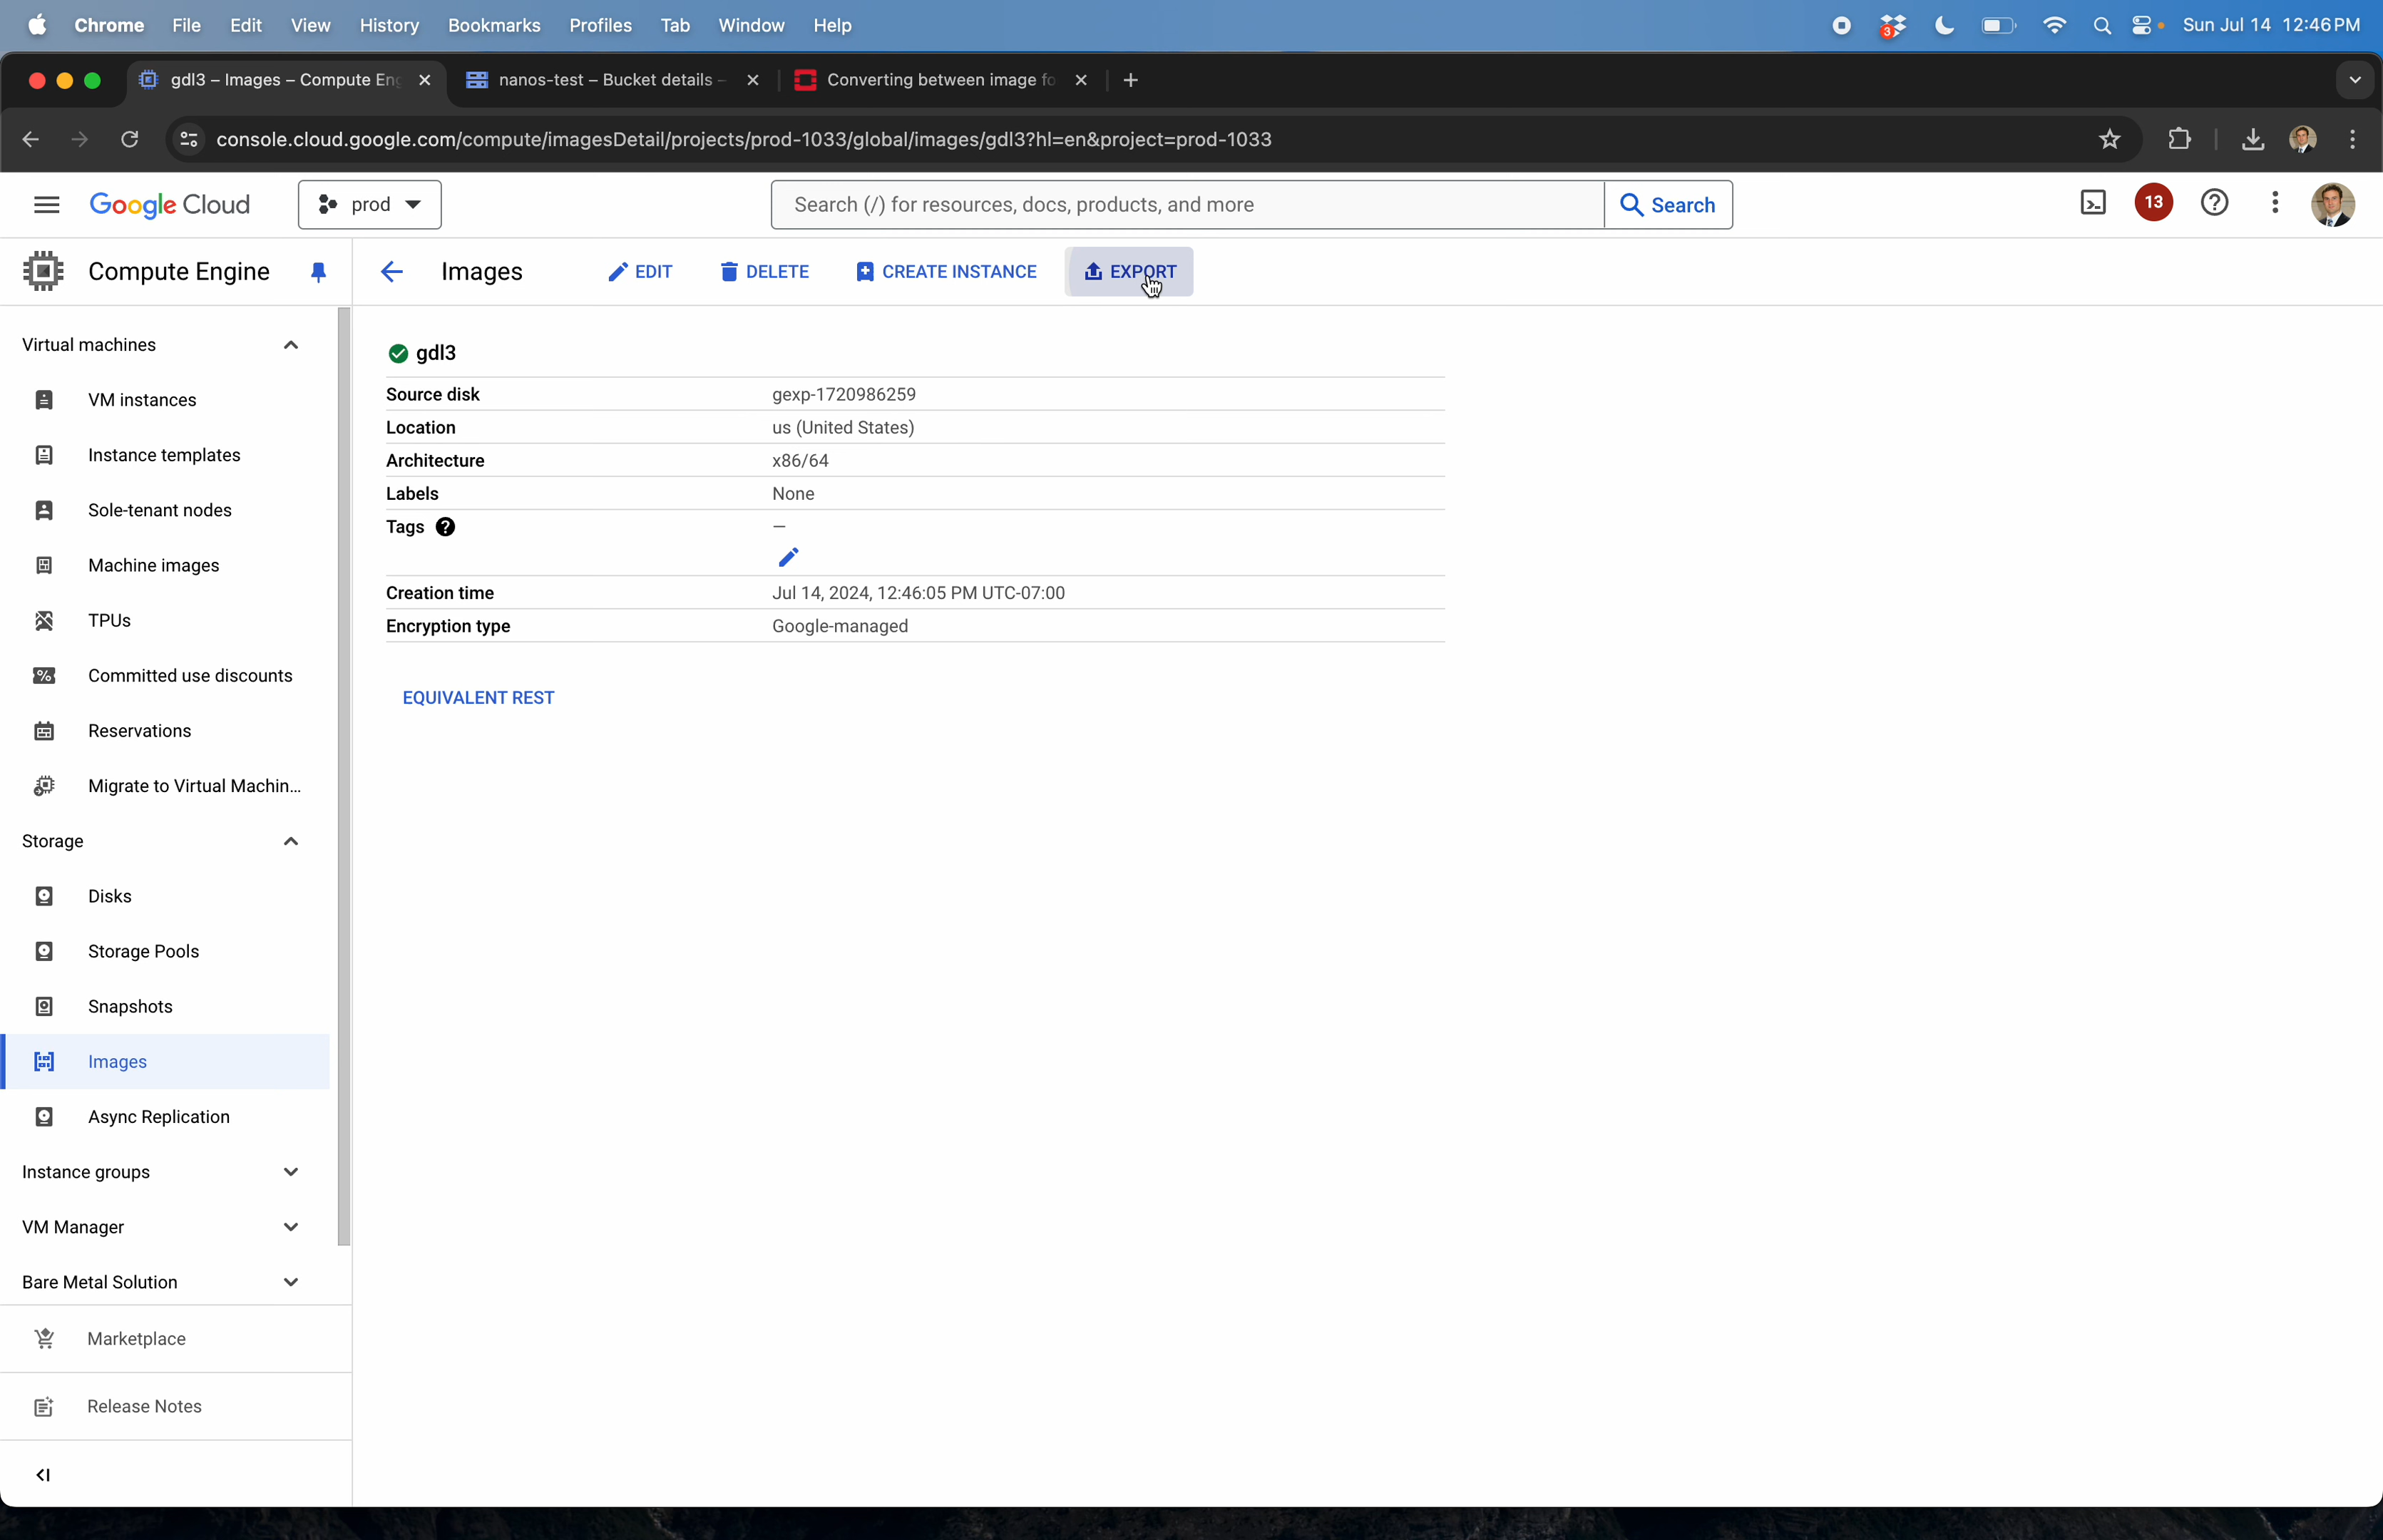 Chrome File Edit View History Bookmarks Profiles Tab Window Help 3 Sun Jul 14 12:46 PM
gdl3 – Images – Compute Eng nanos-test – Bucket details – Converting between image fo
console.cloud.google.com/compute/imagesDetail/projects/prod-1033/global/images/gdl3?hl=en&project=prod-1033
Google Cloud prod Search (/) for resources, docs, products, and more Search 13
Compute Engine Images EDIT DELETE CREATE INSTANCE EXPORT
Virtual machines
VM instances
Instance templates
Sole-tenant nodes
Machine images
TPUs
Committed use discounts
Reservations
Migrate to Virtual Machin...
Storage
Disks
Storage Pools
Snapshots
Images
Async Replication
Instance groups
VM Manager
Bare Metal Solution
Marketplace
Release Notes
gdl3
Source disk gexp-1720986259
Location us (United States)
Architecture x86/64
Labels None
Tags —
Creation time Jul 14, 2024, 12:46:05 PM UTC-07:00
Encryption type Google-managed
EQUIVALENT REST